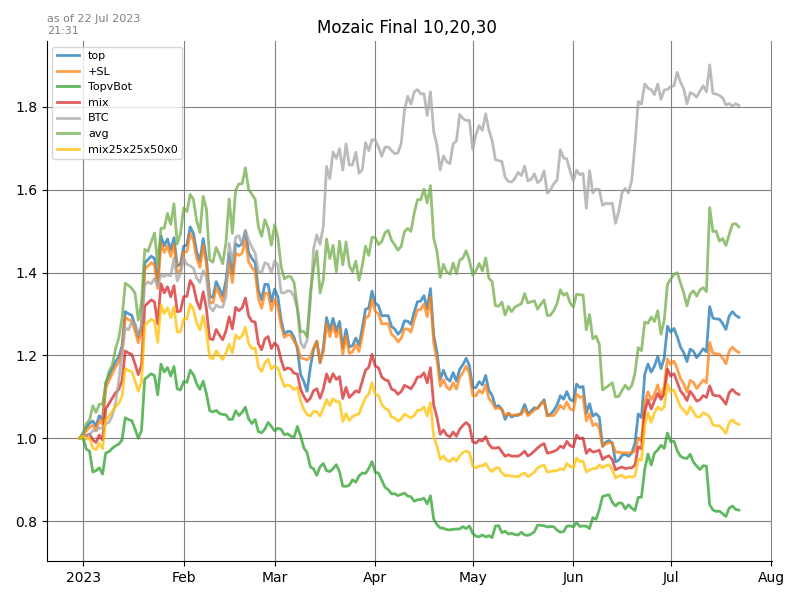 as of 22 Jul 2023
21:31
Mozaic Final 10,20,30
top
+SL
TopvBot
mix
BTC
avg
mix25x25x50x0
1.8
1.6
1.4
1.2
1.0
0.8
2023 Feb Mar Apr May Jun Jul Aug